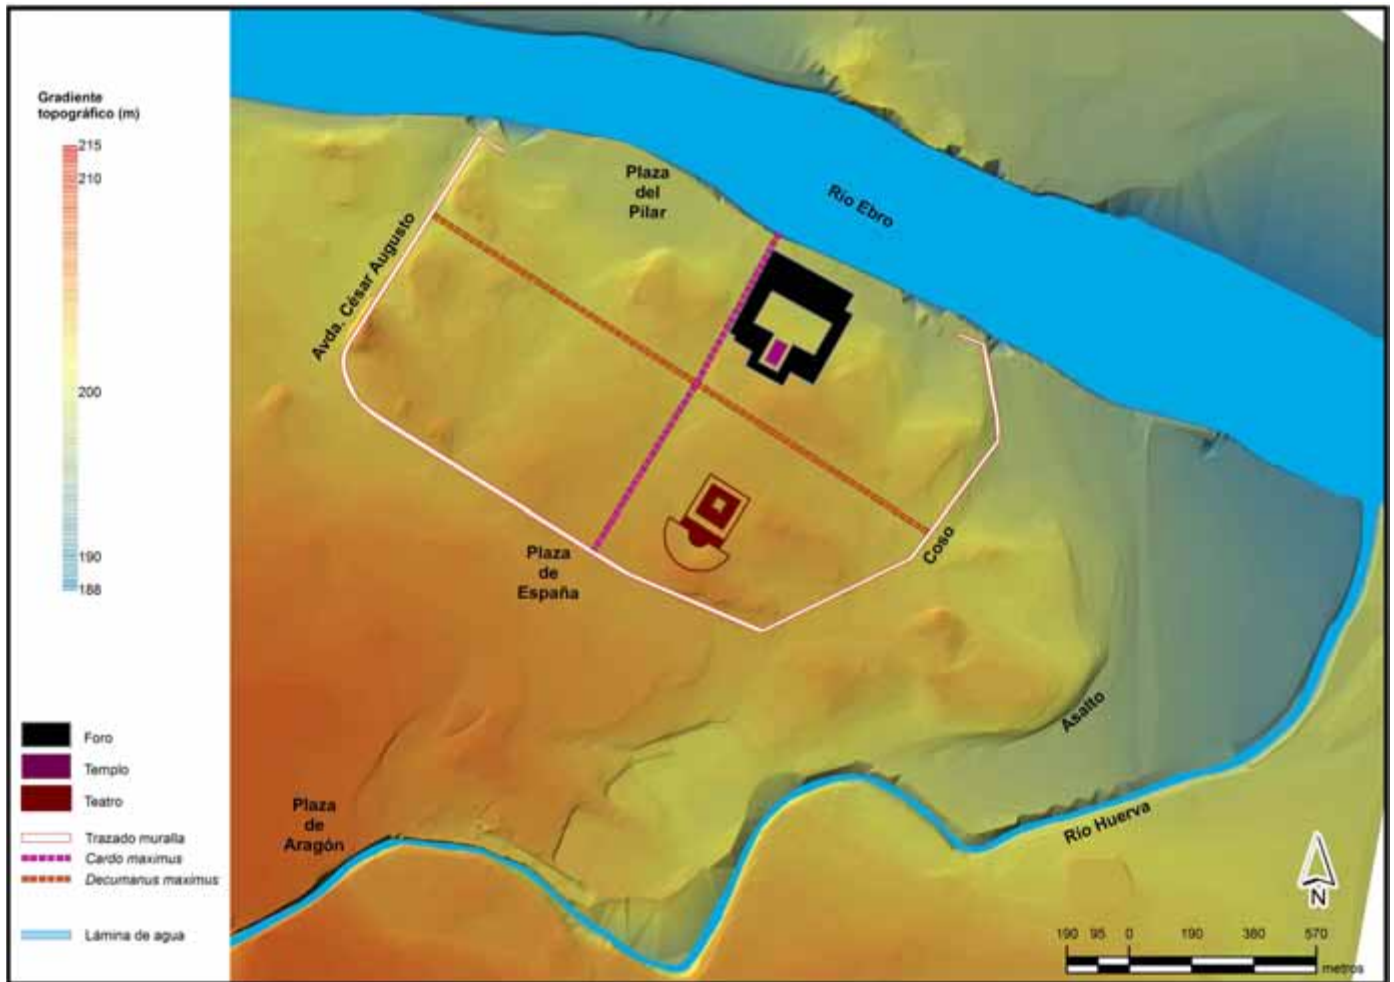 Gradiente
topográfico (m)
215
210
200
190
188
Foro
Templo
Teatro
Trazado muralla
Cardo maximus
Decumanus maximus
Lámina de agua
Plaza
del
Pilar
Río Ebro
Avda. César Augusto
Plaza
de
España
Coso
Asalto
Plaza
de
Aragón
Río Huerva
N
190 95 0 190 380 570
metros